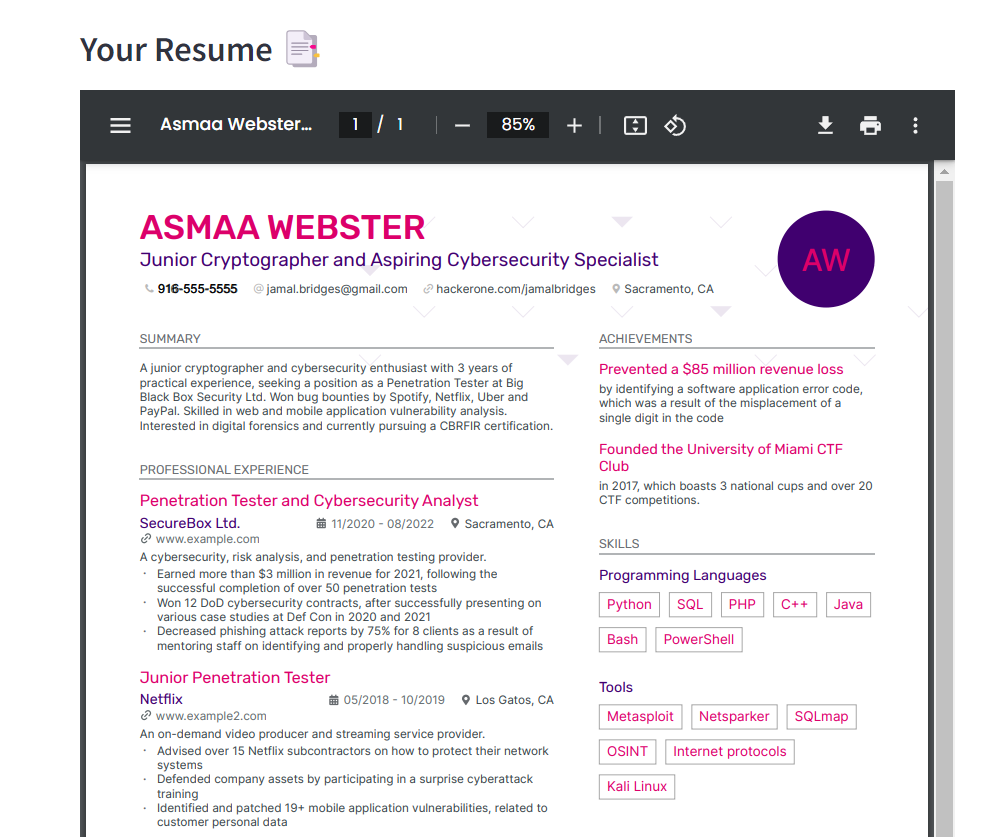 Your Resume
Asmaa Webster...
1 / 1
85%
ASMAA WEBSTER
Junior Cryptographer and Aspiring Cybersecurity Specialist
916-555-5555 jamal.bridges@gmail.com hackerone.com/jamalbridges Sacramento, CA
AW
SUMMARY
A junior cryptographer and cybersecurity enthusiast with 3 years of
practical experience, seeking a position as a Penetration Tester at Big
Black Box Security Ltd. Won bug bounties by Spotify, Netflix, Uber and
PayPal. Skilled in web and mobile application vulnerability analysis.
Interested in digital forensics and currently pursuing a CBRFIR certification.
PROFESSIONAL EXPERIENCE
Penetration Tester and Cybersecurity Analyst
SecureBox Ltd. 11/2020 - 08/2022 Sacramento, CA
www.example.com
A cybersecurity, risk analysis, and penetration testing provider.
· Earned more than $3 million in revenue for 2021, following the
successful completion of over 50 penetration tests
· Won 12 DoD cybersecurity contracts, after successfully presenting on
various case studies at Def Con in 2020 and 2021
· Decreased phishing attack reports by 75% for 8 clients as a result of
mentoring staff on identifying and properly handling suspicious emails
Junior Penetration Tester
Netflix 05/2018 - 10/2019 Los Gatos, CA
www.example2.com
An on-demand video producer and streaming service provider.
· Advised over 15 Netflix subcontractors on how to protect their network
systems
· Defended company assets by participating in a surprise cyberattack
training
· Identified and patched 19+ mobile application vulnerabilities, related to
customer personal data
ACHIEVEMENTS
Prevented a $85 million revenue loss
by identifying a software application error code,
which was a result of the misplacement of a
single digit in the code
Founded the University of Miami CTF
Club
in 2017, which boasts 3 national cups and over 20
CTF competitions.
SKILLS
Programming Languages
Python SQL PHP C++ Java
Bash PowerShell
Tools
Metasploit Netsparker SQLmap
OSINT Internet protocols
Kali Linux